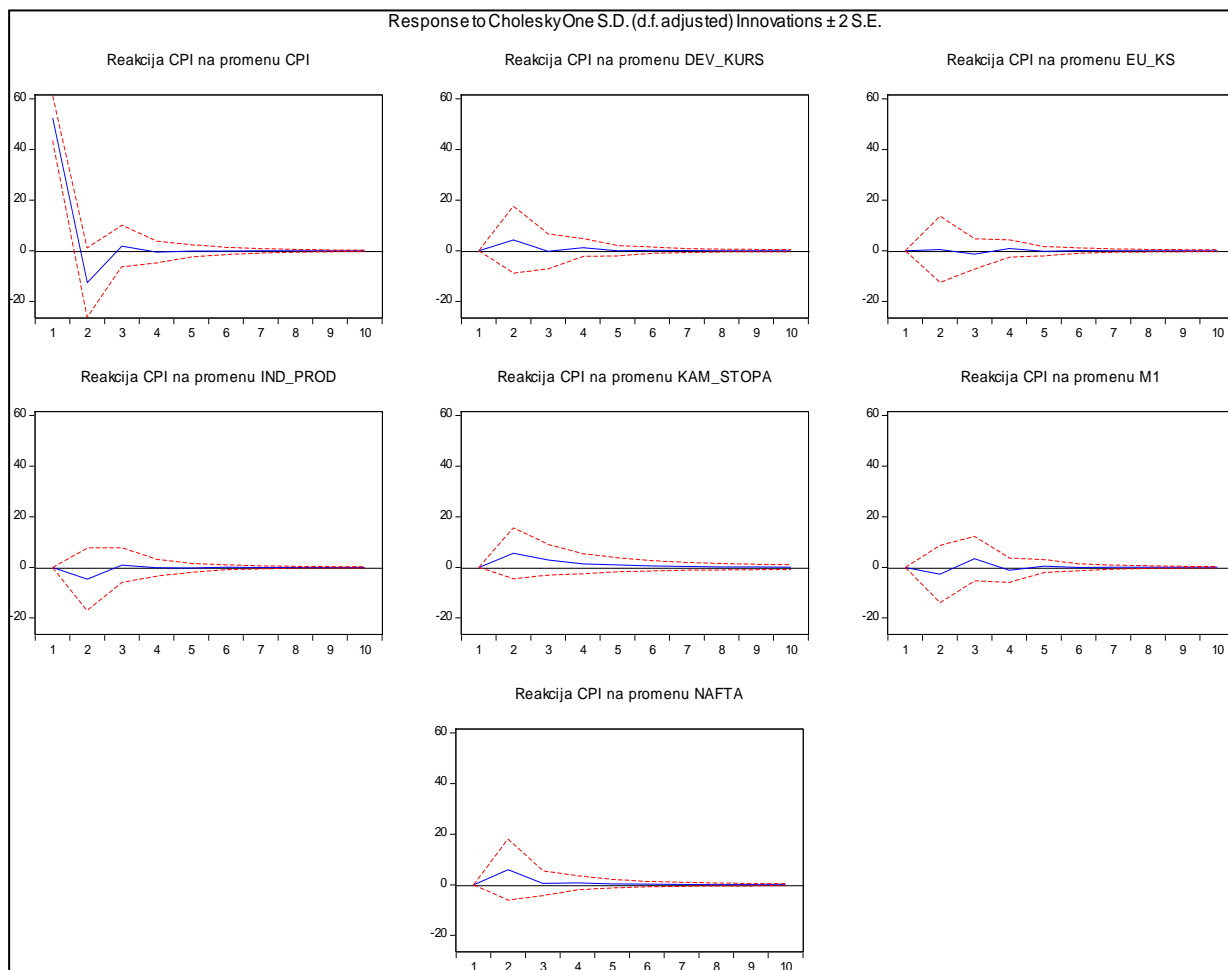 Response to Cholesky One S.D. (d.f. adjusted) Innovations ± 2 S.E.
Reakcija CPI na promenu CPI
60
40
20
0
-20
1 2 3 4 5 6 7 8 9 10
Reakcija CPI na promenu DEV_KURS
60
40
20
0
-20
1 2 3 4 5 6 7 8 9 10
Reakcija CPI na promenu EU_KS
60
40
20
0
-20
1 2 3 4 5 6 7 8 9 10
Reakcija CPI na promenu IND_PROD
60
40
20
0
-20
1 2 3 4 5 6 7 8 9 10
Reakcija CPI na promenu KAM_STOPA
60
40
20
0
-20
1 2 3 4 5 6 7 8 9 10
Reakcija CPI na promenu M1
60
40
20
0
-20
1 2 3 4 5 6 7 8 9 10
Reakcija CPI na promenu NAFTA
60
40
20
0
-20
1 2 3 4 5 6 7 8 9 10